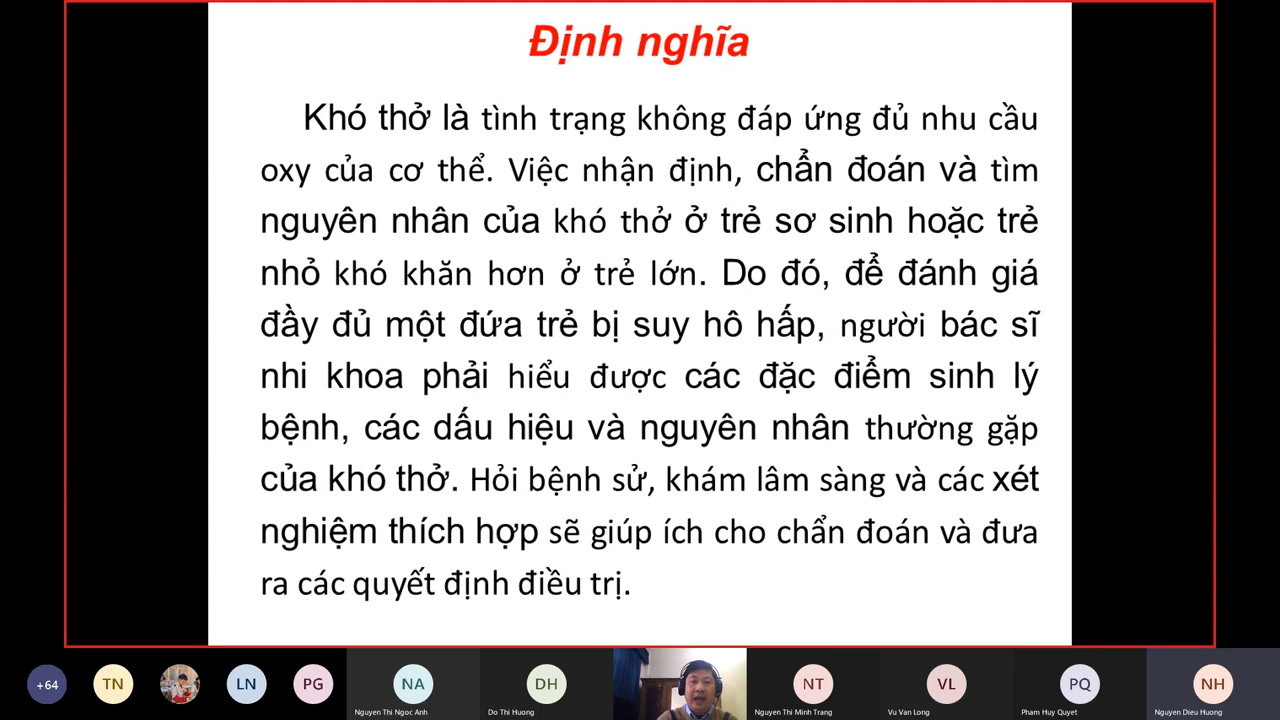 Định nghĩa
Khó thở là tình trạng không đáp ứng đủ nhu cầu
oxy của cơ thể. Việc nhận định, chẩn đoán và tìm
nguyên nhân của khó thở ở trẻ sơ sinh hoặc trẻ
nhỏ khó khăn hơn ở trẻ lớn. Do đó, để đánh giá
đầy đủ một đứa trẻ bị suy hô hấp, người bác sĩ
nhi khoa phải hiểu được các đặc điểm sinh lý
bệnh, các dấu hiệu và nguyên nhân thường gặp
của khó thở. Hỏi bệnh sử, khám lâm sàng và các xét
nghiệm thích hợp sẽ giúp ích cho chẩn đoán và đưa
ra các quyết định điều trị.
+64 TN LN PG NA DH NT VL PQ NH
Nguyen Thi Ngoc Anh Do Thi Huong Nguyen Thi Minh Trang Vu Van Long Pham Huy Quyet Nguyen Dieu Huong